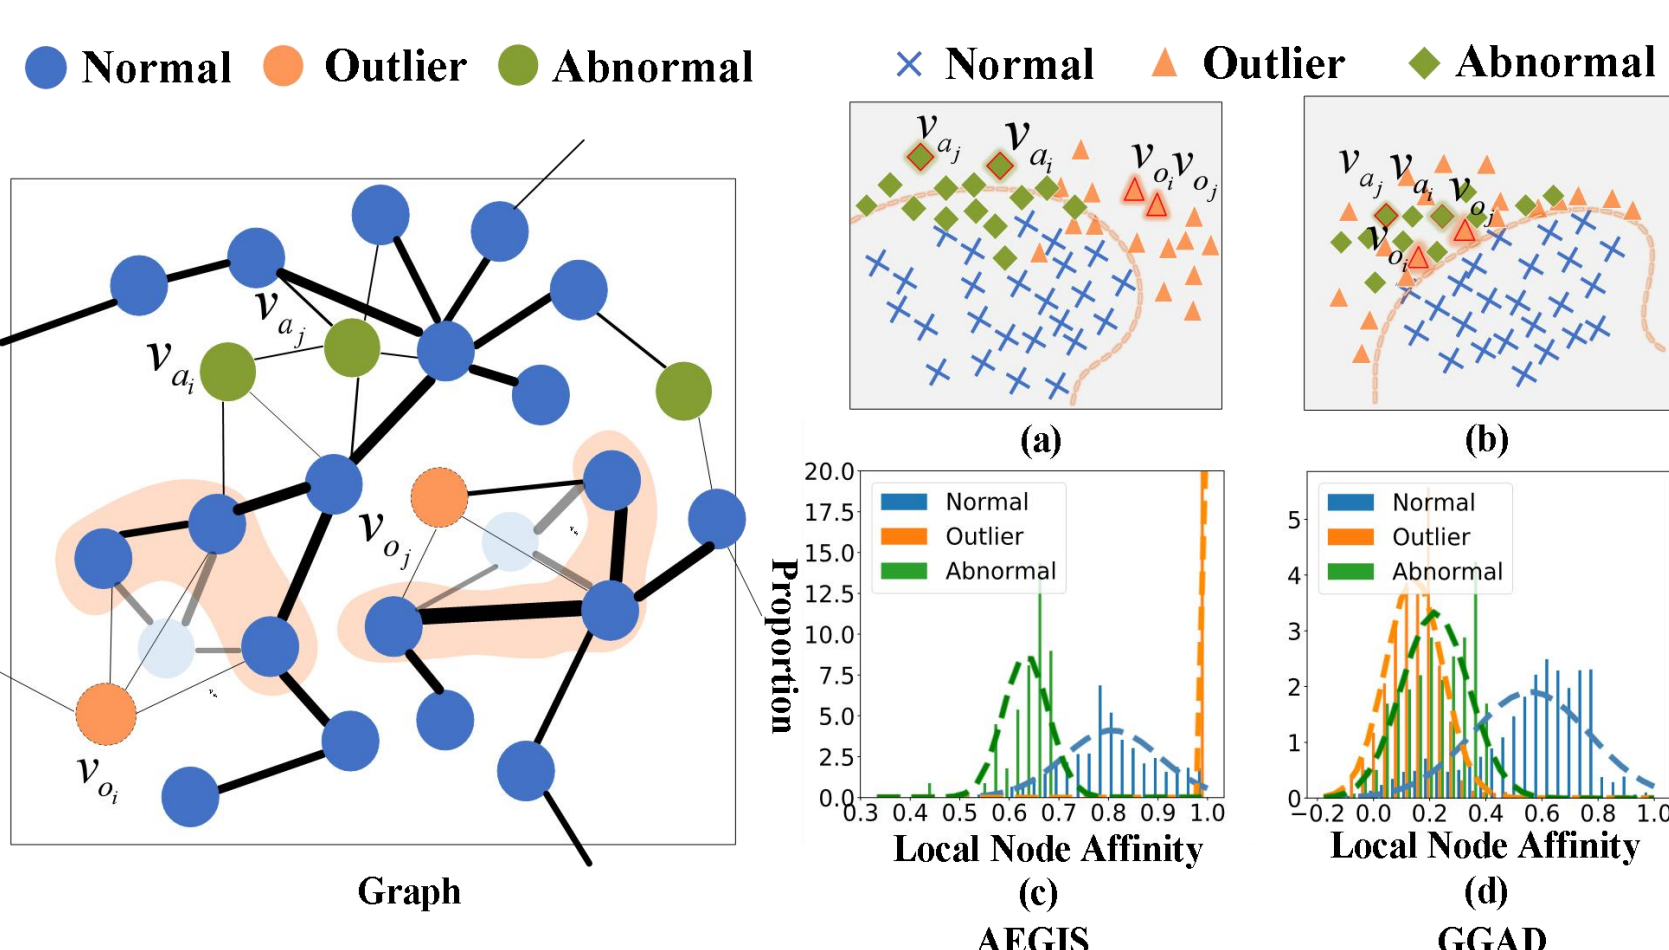 Normal Outlier Abnormal
v_{a_j}
v_{a_i}
v_{o_j}
v_{o_i}
Graph
Normal Outlier Abnormal
v_{a_j} v_{a_i} v_{o_i} v_{o_j}
(a)
Normal Outlier Abnormal
v_{a_j} v_{a_i} v_{o_j}
v_{o_i}
(b)
20.0
17.5
15.0
12.5
10.0
7.5
5.0
2.5
0.0
Proportion
Normal
Outlier
Abnormal
0.3 0.4 0.5 0.6 0.7 0.8 0.9 1.0
Local Node Affinity
(c)
AEGIS
5
4
3
2
1
0
Normal
Outlier
Abnormal
−0.2 0.0 0.2 0.4 0.6 0.8 1.0
Local Node Affinity
(d)
GGAD